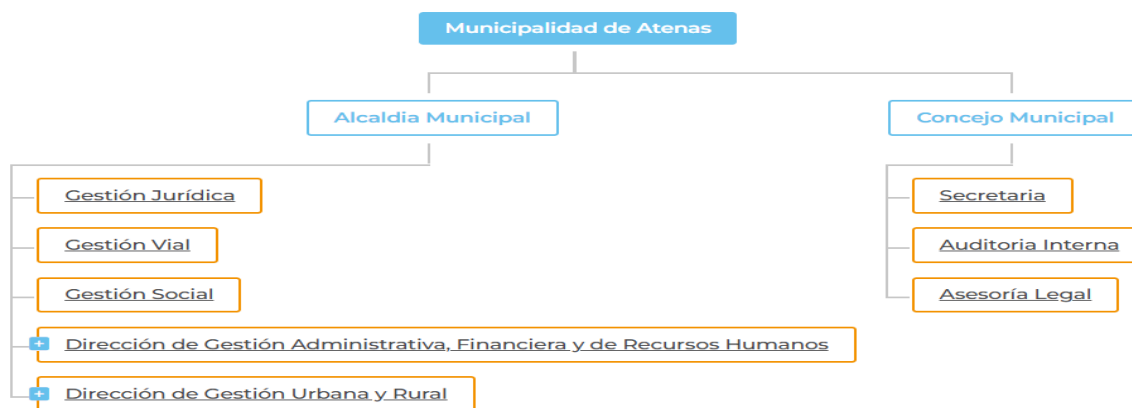 Municipalidad de Atenas
Alcaldia Municipal
Concejo Municipal
Gestión Jurídica
Gestión Vial
Gestión Social
Dirección de Gestión Administrativa, Financiera y de Recursos Humanos
Dirección de Gestión Urbana y Rural
Secretaria
Auditoria Interna
Asesoría Legal